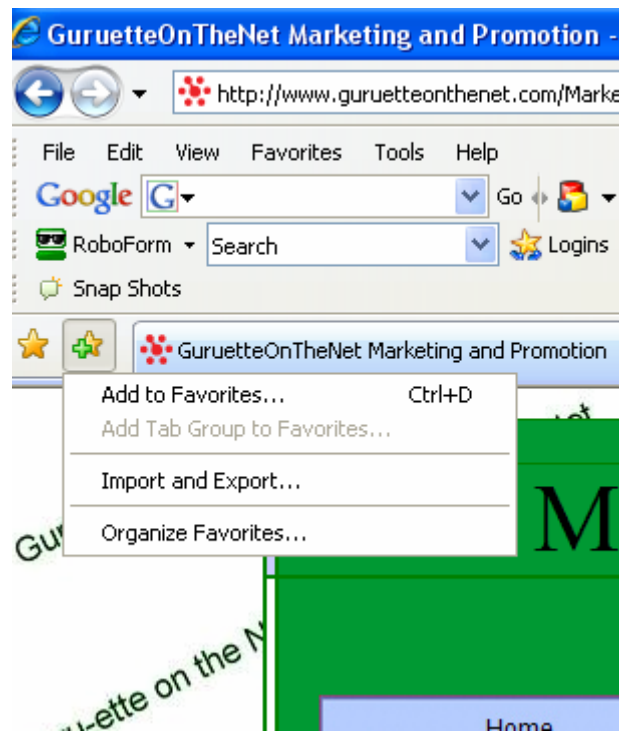 GuruetteOnTheNet Marketing and Promotion -
http://www.guruetteonthenet.com/Marke
File Edit View Favorites Tools Help
Google G Go
RoboForm Search Logins
Snap Shots
GuruetteOnTheNet Marketing and Promotion
Add to Favorites... Ctrl+D
Add Tab Group to Favorites...
Import and Export...
Organize Favorites...
M
Gu
-ette on the N
Home